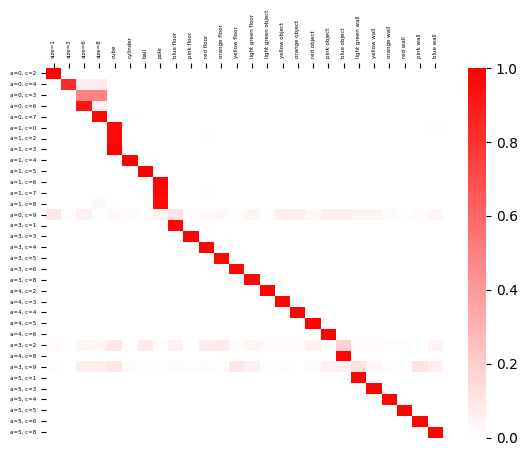 size=1
size=3
size=6
size=8
cube
cylinder
ball
pole
blue floor
pink floor
red floor
orange floor
yellow floor
light green floor
light green object
yellow object
orange object
red object
pink object
blue object
light green wall
yellow wall
orange wall
red wall
pink wall
blue wall
a=0, c=2
a=0, c=4
a=0, c=3
a=0, c=6
a=0, c=7
a=1, c=0
a=1, c=2
a=1, c=3
a=1, c=4
a=1, c=5
a=1, c=6
a=1, c=7
a=1, c=8
a=0, c=9
a=3, c=1
a=3, c=3
a=3, c=4
a=3, c=5
a=3, c=6
a=3, c=8
a=4, c=2
a=4, c=3
a=4, c=4
a=4, c=5
a=4, c=6
a=3, c=2
a=4, c=8
a=3, c=9
a=5, c=1
a=5, c=3
a=5, c=4
a=5, c=5
a=5, c=6
a=5, c=8
1.0
0.8
0.6
0.4
0.2
0.0